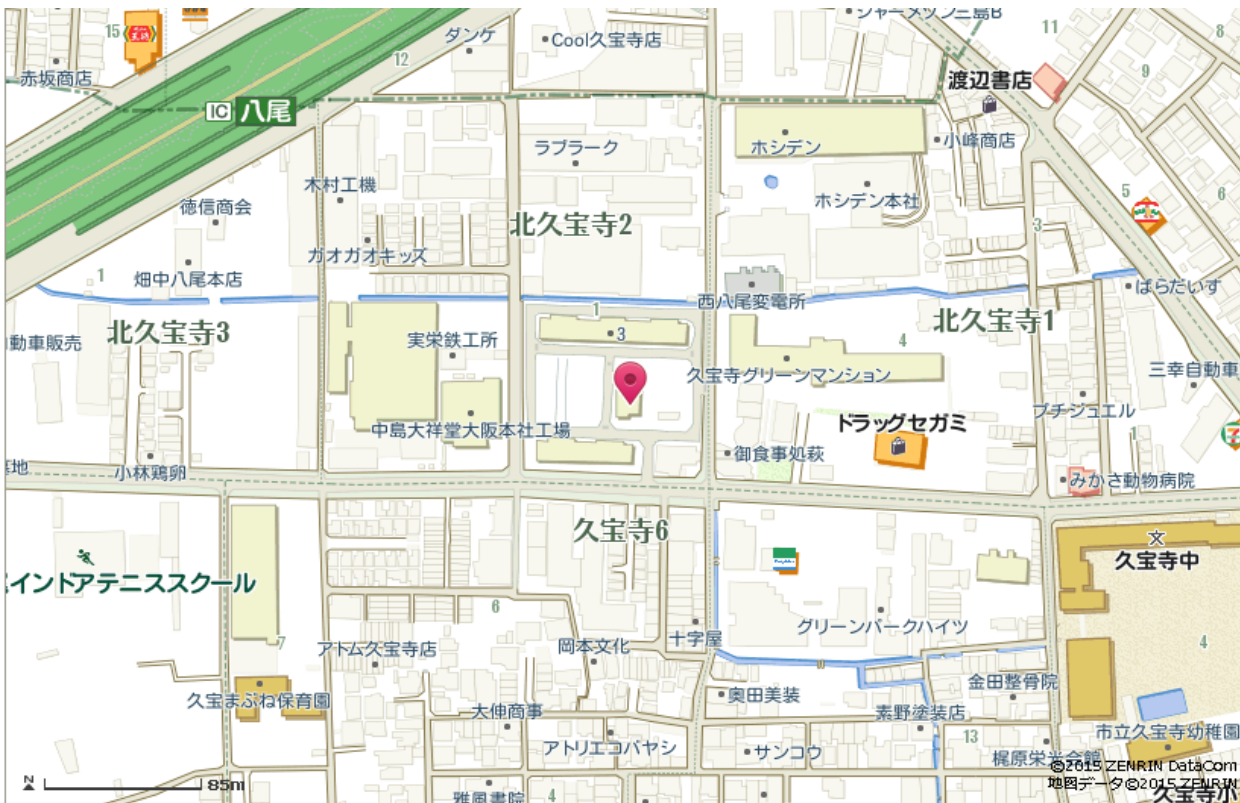 シャーメゾン三島B
15
ダンケ
Cool久宝寺店
11
8
赤坂商店
12
9
渡辺書店
IC 八尾
ラブラーク
ホシデン
小峰商店
木村工機
5
6
徳信商会
ホシデン本社
北久宝寺2
3
ガオガオキッズ
1
畑中八尾本店
西八尾変電所
ぱらだいす
1
北久宝寺3
北久宝寺1
自動車販売
実栄鉄工所
3
4
久宝寺グリーンマンション
三幸自動車
プチジュエル
中島大祥堂大阪本社工場
ドラッグセガミ
1
御食事処萩
墓地
小林鶏卵
みかさ動物病院
久宝寺6
文
久宝寺中
インドアテニススクール
6
グリーンパークハイツ
7
アトム久宝寺店
岡本文化
十字屋
4
久宝まぶね保育園
奥田美装
金田整骨院
大伸商事
素野塗装店
アトリエコバヤシ
サンコウ
13
市立久宝寺幼稚園
梶原栄光会館
N
85m
雅風書院
4
©2015 ZENRIN DataCom
地図データ©2015 ZENRIN
久宝寺小